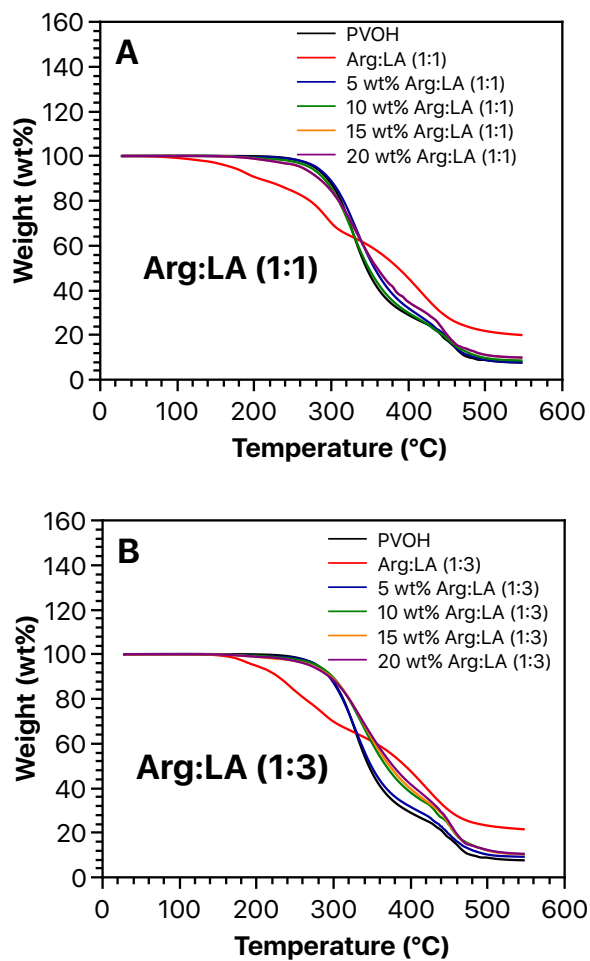 A
PVOH
Arg:LA (1:1)
5 wt% Arg:LA (1:1)
10 wt% Arg:LA (1:1)
15 wt% Arg:LA (1:1)
20 wt% Arg:LA (1:1)
Weight (wt%)
160
140
120
100
80
60
40
20
0
Arg:LA (1:1)
0 100 200 300 400 500 600
Temperature (°C)
B
PVOH
Arg:LA (1:3)
5 wt% Arg:LA (1:3)
10 wt% Arg:LA (1:3)
15 wt% Arg:LA (1:3)
20 wt% Arg:LA (1:3)
Weight (wt%)
160
140
120
100
80
60
40
20
0
Arg:LA (1:3)
0 100 200 300 400 500 600
Temperature (°C)